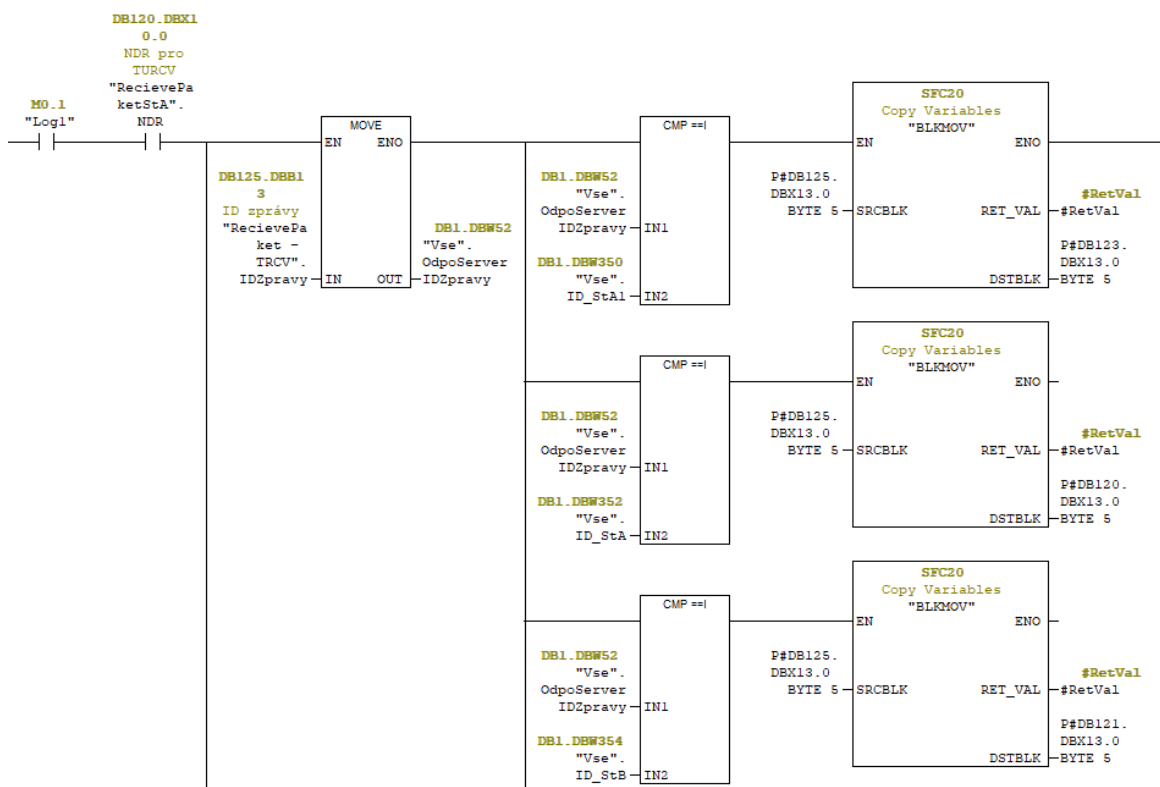 DB120.DBX1
0.0
NDR pro
TURCV
"RecievePa
ketStA".
NDR
M0.1
"Log1"
MOVE
EN ENO
DB125.DBB1
3
ID zprávy
"RecievePa
ket -
TRCV".
IDZpravy
IN OUT
DB1.DBW52
"Vse".
OdpoServer
IDZpravy
CMP ==I
DB1.DBW52
"Vse".
OdpoServer
IDZpravy
IN1
DB1.DBW350
"Vse".
ID_StA1
IN2
SFC20
Copy Variables
"BLKMOV"
EN ENO
P#DB125.
DBX13.0
BYTE 5
SRCBLK RET_VAL
#RetVal
#RetVal
P#DB123.
DBX13.0
DSTBLK
BYTE 5
CMP ==I
DB1.DBW52
"Vse".
OdpoServer
IDZpravy
IN1
DB1.DBW352
"Vse".
ID_StA
IN2
SFC20
Copy Variables
"BLKMOV"
EN ENO
P#DB125.
DBX13.0
BYTE 5
SRCBLK RET_VAL
#RetVal
#RetVal
P#DB120.
DBX13.0
DSTBLK
BYTE 5
CMP ==I
DB1.DBW52
"Vse".
OdpoServer
IDZpravy
IN1
DB1.DBW354
"Vse".
ID_StB
IN2
SFC20
Copy Variables
"BLKMOV"
EN ENO
P#DB125.
DBX13.0
BYTE 5
SRCBLK RET_VAL
#RetVal
#RetVal
P#DB121.
DBX13.0
DSTBLK
BYTE 5